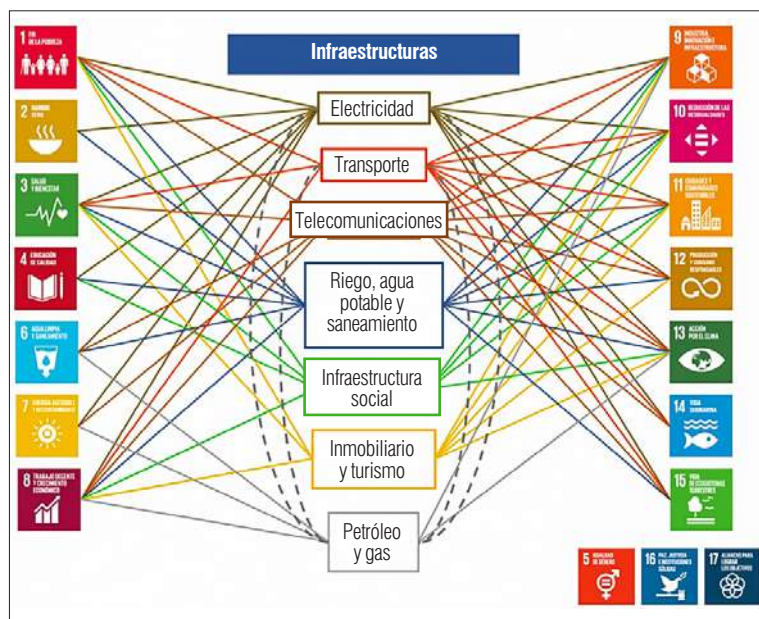 Infraestructuras
1 FIN
DE LA POBREZA
2 HAMBRE
CERO
3 SALUD
Y BIENESTAR
4 EDUCACIÓN
DE CALIDAD
6 AGUA LIMPIA
Y SANEAMIENTO
7 ENERGÍA ASEQUIBLE
Y NO CONTAMINANTE
8 TRABAJO DECENTE
Y CRECIMIENTO
ECONÓMICO
Electricidad
Transporte
Telecomunicaciones
Riego, agua
potable y
saneamiento
Infraestructura
social
Inmobiliario
y turismo
Petróleo
y gas
9 INDUSTRIA,
INNOVACIÓN E
INFRAESTRUCTURA
10 REDUCCIÓN DE LAS
DESIGUALDADES
11 CIUDADES Y
COMUNIDADES
SOSTENIBLES
12 PRODUCCIÓN
Y CONSUMO
RESPONSABLES
13 ACCIÓN
POR EL CLIMA
14 VIDA
SUBMARINA
15 VIDA
DE ECOSISTEMAS
TERRESTRES
5 IGUALDAD
DE GÉNERO
16 PAZ, JUSTICIA
E INSTITUCIONES
SÓLIDAS
17 ALIANZAS PARA
LOGRAR
LOS OBJETIVOS